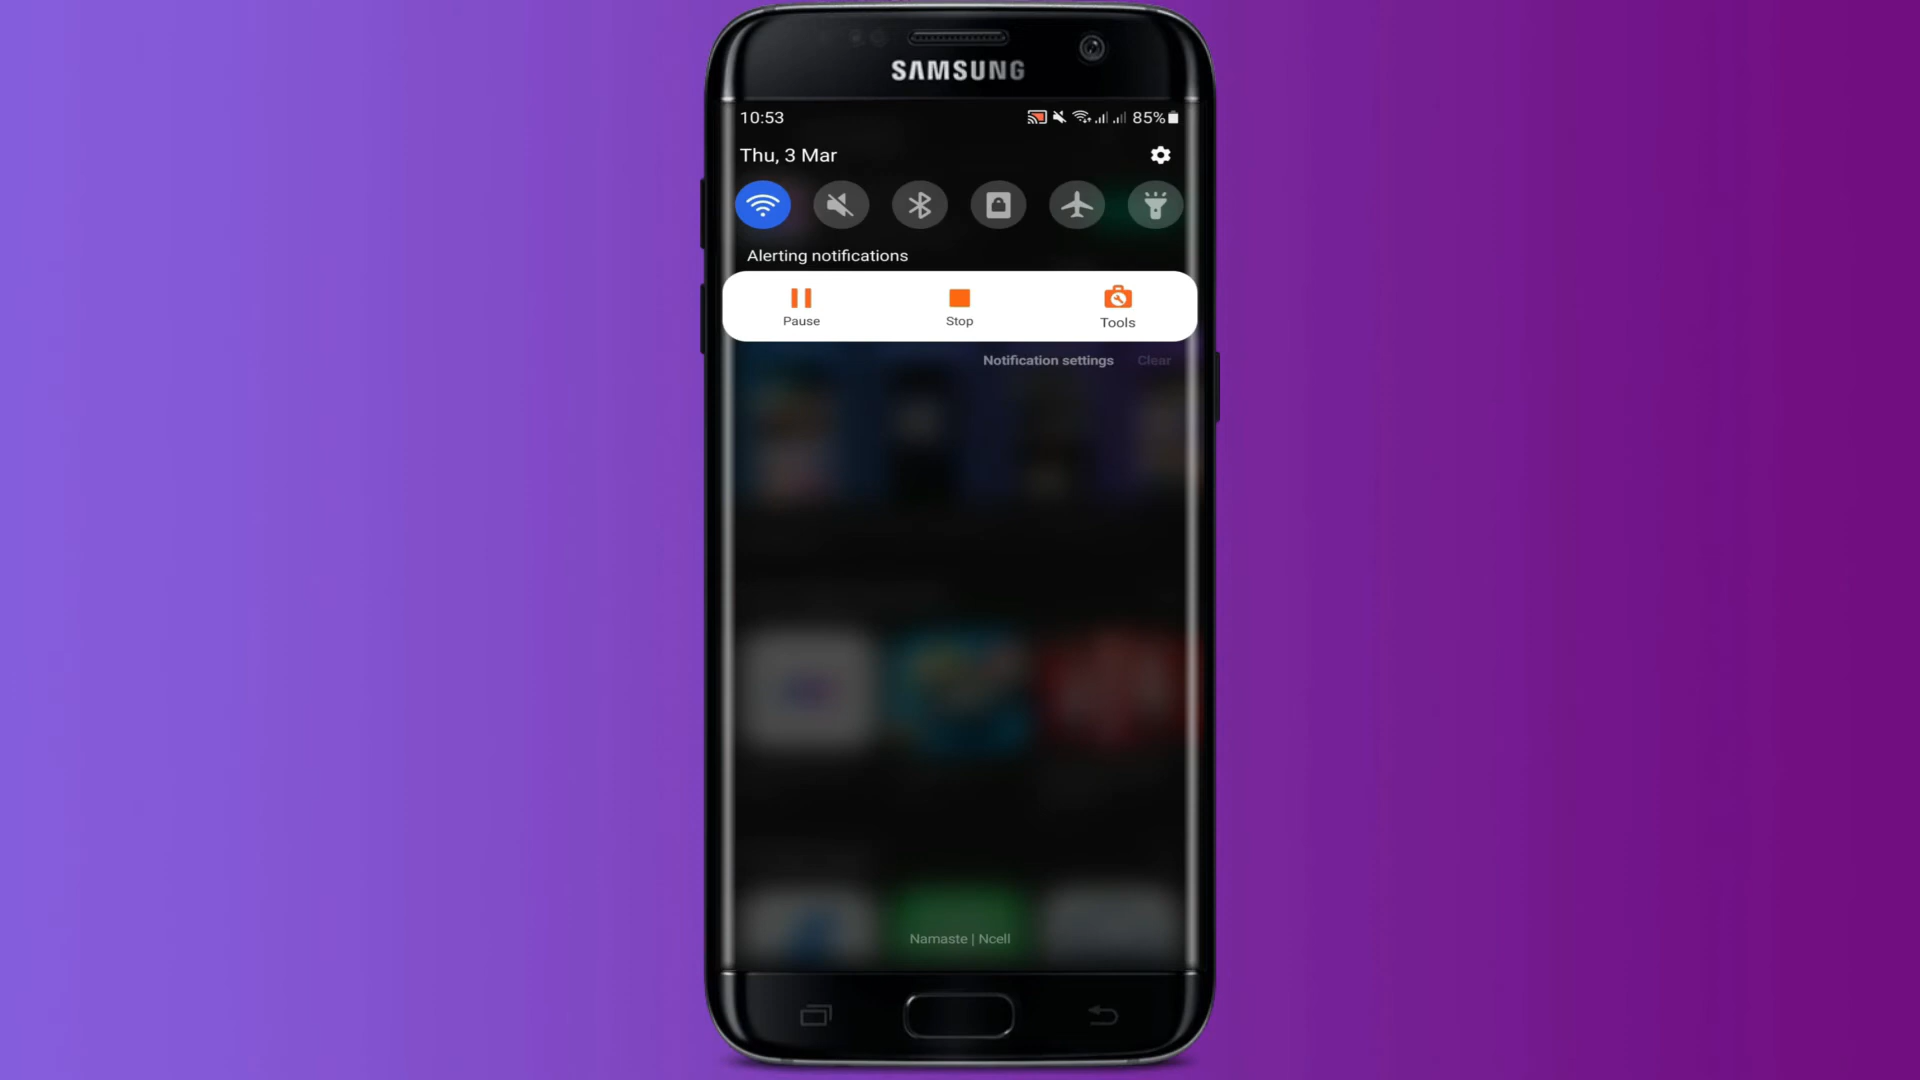 SAMSUNG
10:53
85%
Thu, 3 Mar
Alerting notifications
Pause
Stop
Tools
Notification settings
Clear
Namaste | Ncell